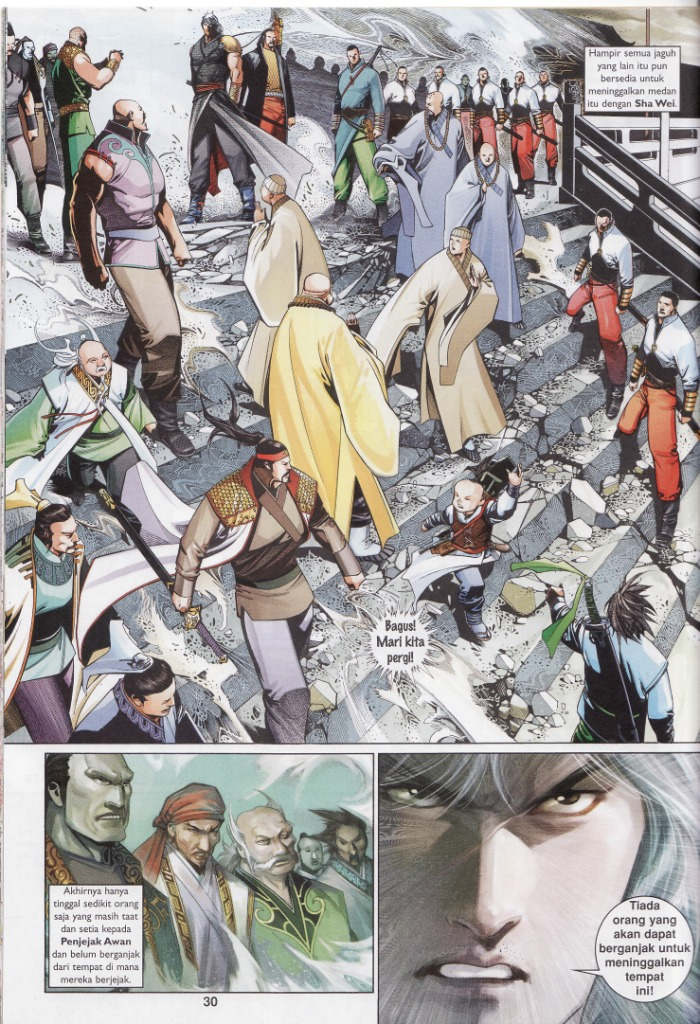 Hampir semua jaguh
yang lain itu pun
bersedia untuk
meninggalkan medan
itu dengan Sha Wei.
Bagus!
Mari kita
pergi!
Akhirnya hanya
tinggal sedikit orang
saja yang masih taat
dan setia kepada
Penjejak Awan
dan belum berganjak
dari tempat di mana
mereka berjejak.
Tiada
orang yang
akan dapat
berganjak untuk
meninggalkan
tempat
ini!
30